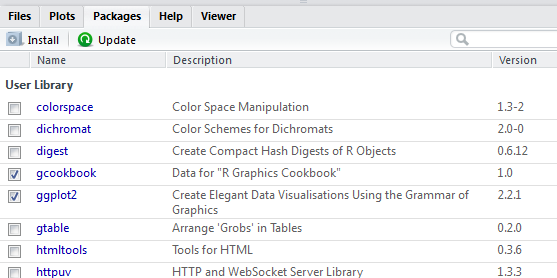 Files Plots Packages Help Viewer
Install Update
Name Description Version
User Library
colorspace Color Space Manipulation 1.3-2
dichromat Color Schemes for Dichromats 2.0-0
digest Create Compact Hash Digests of R Objects 0.6.12
gcookbook Data for "R Graphics Cookbook" 1.0
ggplot2 Create Elegant Data Visualisations Using the Grammar of 2.2.1
Graphics
gtable Arrange 'Grobs' in Tables 0.2.0
htmltools Tools for HTML 0.3.6
httpuv HTTP and WebSocket Server Library 1.3.3